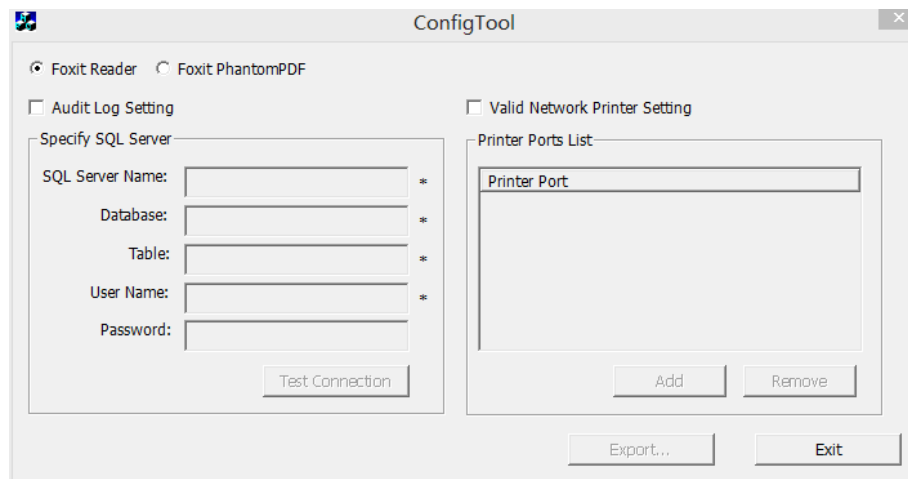 ConfigTool
Foxit Reader Foxit PhantomPDF
Audit Log Setting
Valid Network Printer Setting
Specify SQL Server
SQL Server Name: *
Database: *
Table: *
User Name: *
Password:
Test Connection
Printer Ports List
Printer Port
Add Remove
Export... Exit